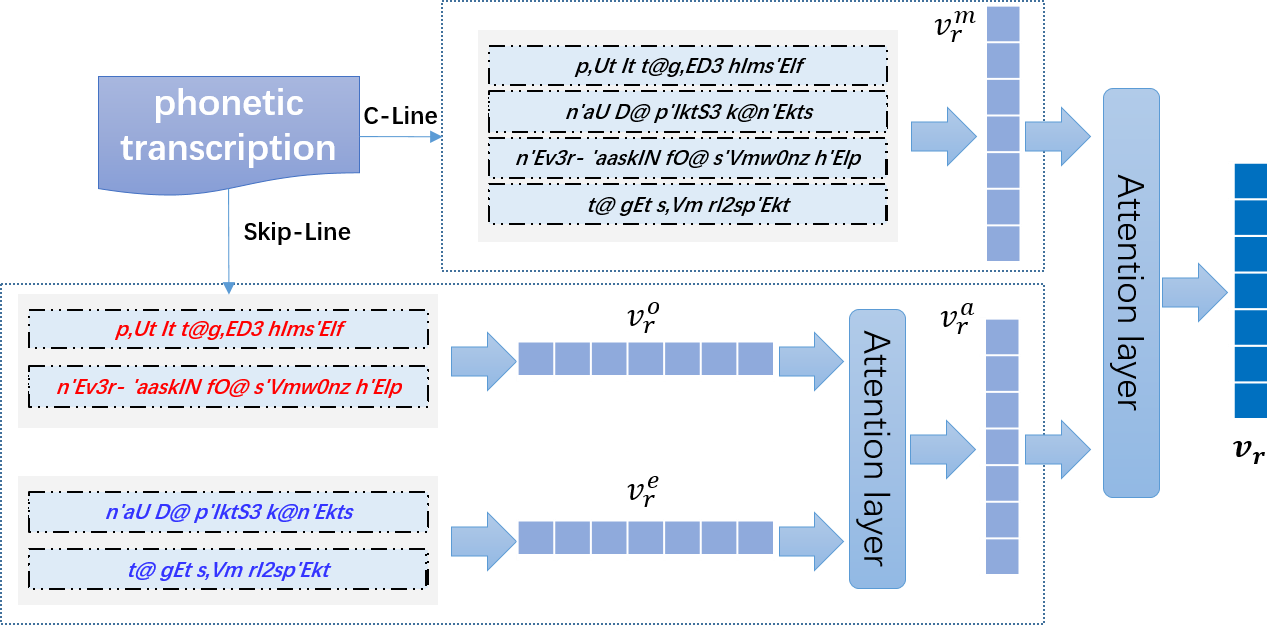 phonetic
transcription
C-Line
Skip-Line
p,Ut It t@g,ED3 hIms'Elf
n'aU D@ p'IktS3 k@n'Ekts
n'Ev3r- 'aaskIN fO@ s'Vmw0nz h'Elp
t@ gEt s,Vm rI2sp'Ekt
v_r^m
p,Ut It t@g,ED3 hIms'Elf
n'Ev3r- 'aaskIN fO@ s'Vmw0nz h'Elp
v_r^o
n'aU D@ p'IktS3 k@n'Ekts
t@ gEt s,Vm rI2sp'Ekt
v_r^e
Attention layer
v_r^a
Attention layer
v_r